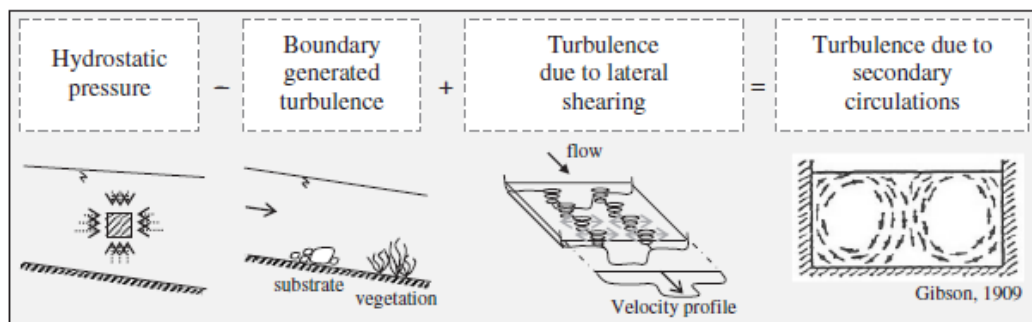 Hydrostatic
pressure
–
Boundary
generated
turbulence
+
Turbulence
due to lateral
shearing
=
Turbulence due to
secondary
circulations
flow
substrate
vegetation
Velocity profile
Gibson, 1909